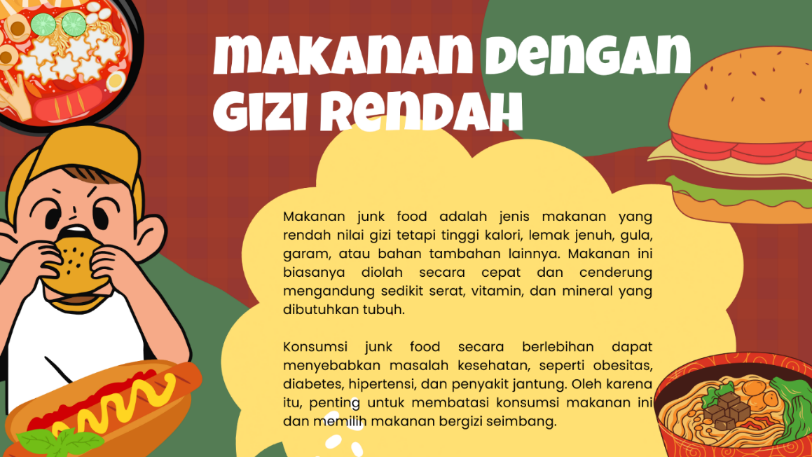 MAKANAN DENGAN
GIZI RENDAH
Makanan junk food adalah jenis makanan yang
rendah nilai gizi tetapi tinggi kalori, lemak jenuh, gula,
garam, atau bahan tambahan lainnya. Makanan ini
biasanya diolah secara cepat dan cenderung
mengandung sedikit serat, vitamin, dan mineral yang
dibutuhkan tubuh.
Konsumsi junk food secara berlebihan dapat
menyebabkan masalah kesehatan, seperti obesitas,
diabetes, hipertensi, dan penyakit jantung. Oleh karena
itu, penting untuk membatasi konsumsi makanan ini
dan memilih makanan bergizi seimbang.